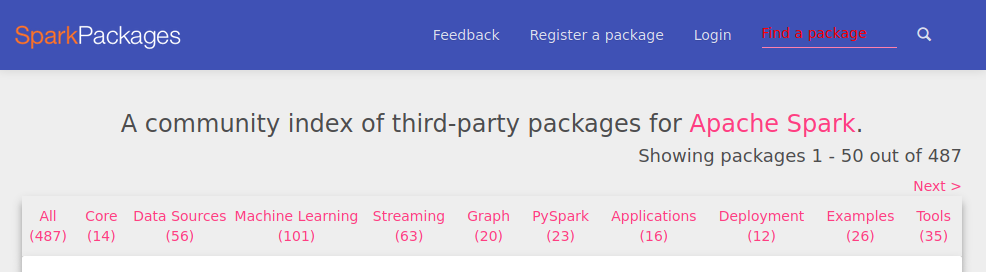 SparkPackages Feedback Register a package Login Find a package
A community index of third-party packages for Apache Spark.
Showing packages 1 - 50 out of 487
Next >
All Core Data Sources Machine Learning Streaming Graph PySpark Applications Deployment Examples Tools
(487) (14) (56) (101) (63) (20) (23) (16) (12) (26) (35)